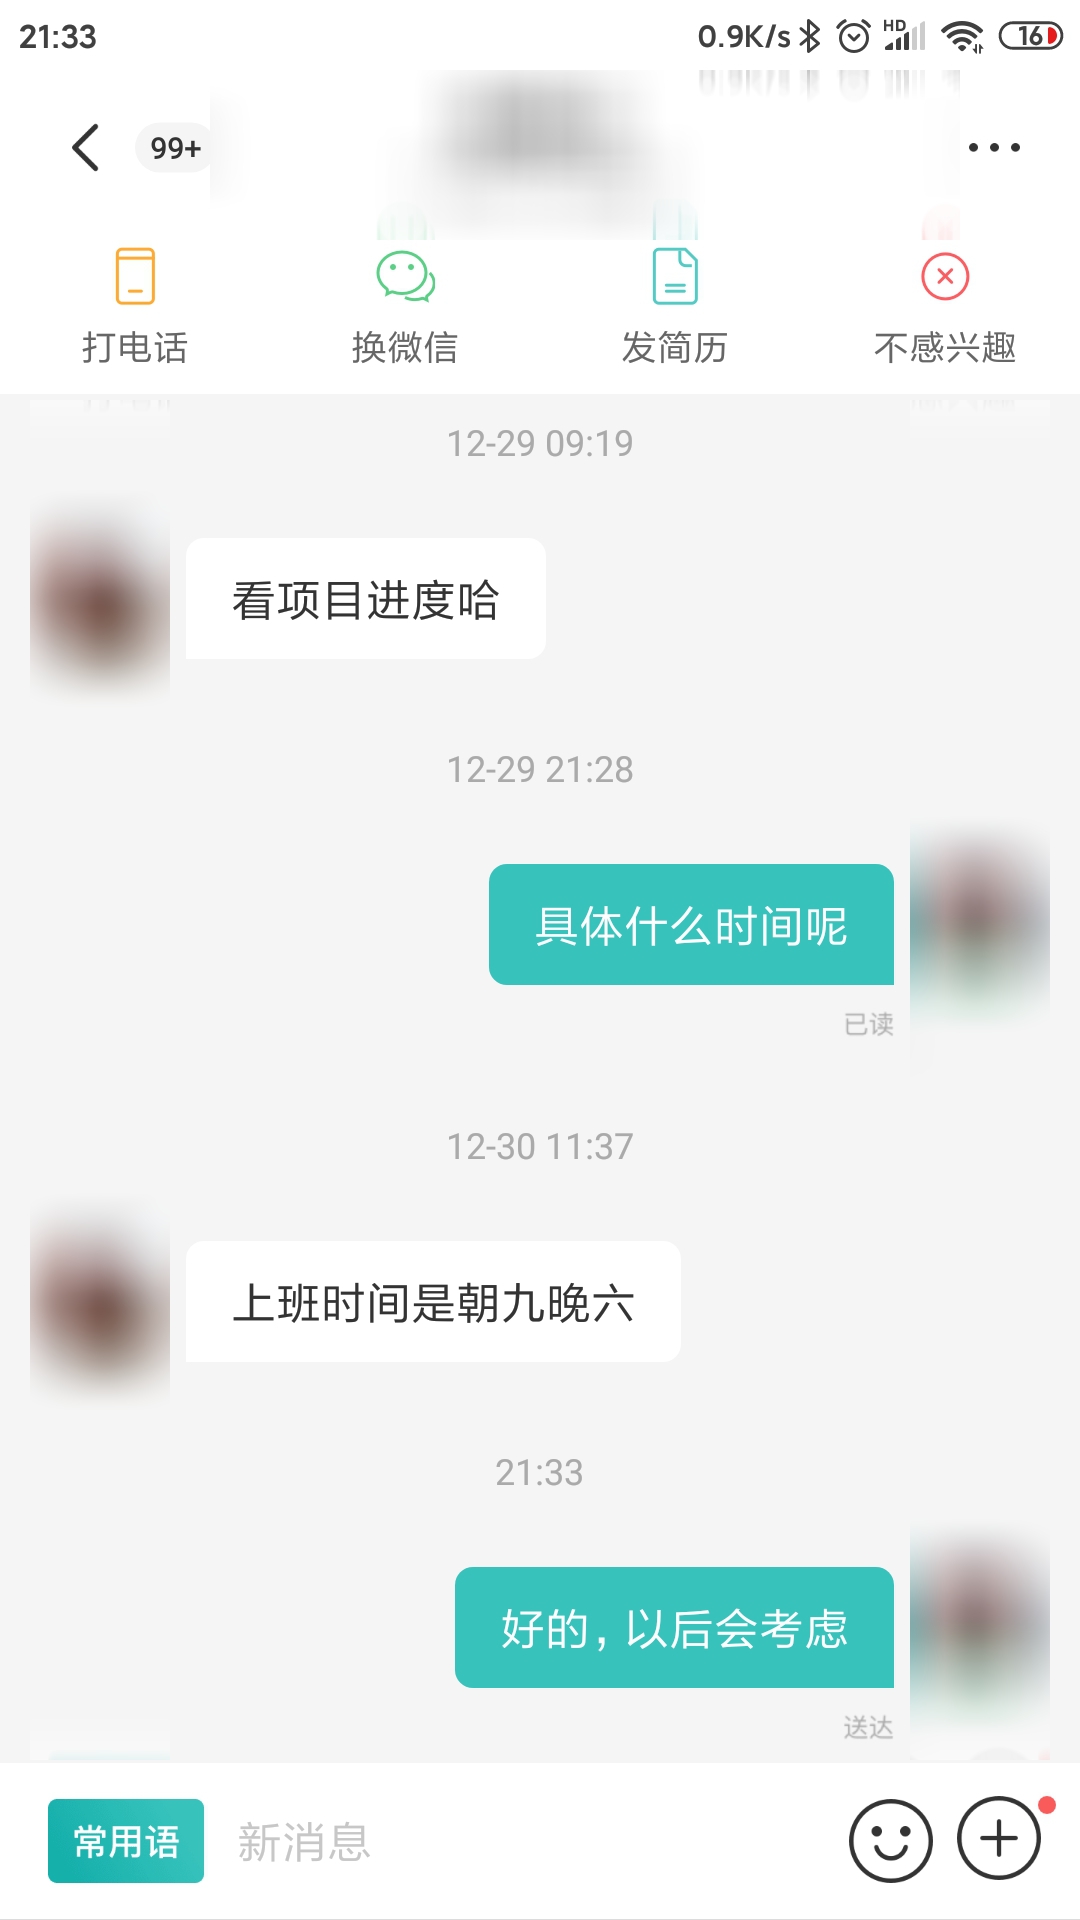 21:33 0.9K/s HD 16
99+
打电话 换微信 发简历 不感兴趣
12-29 09:19
看项目进度哈
12-29 21:28
具体什么时间呢
已读
12-30 11:37
上班时间是朝九晚六
21:33
好的，以后会考虑
送达
常用语 新消息